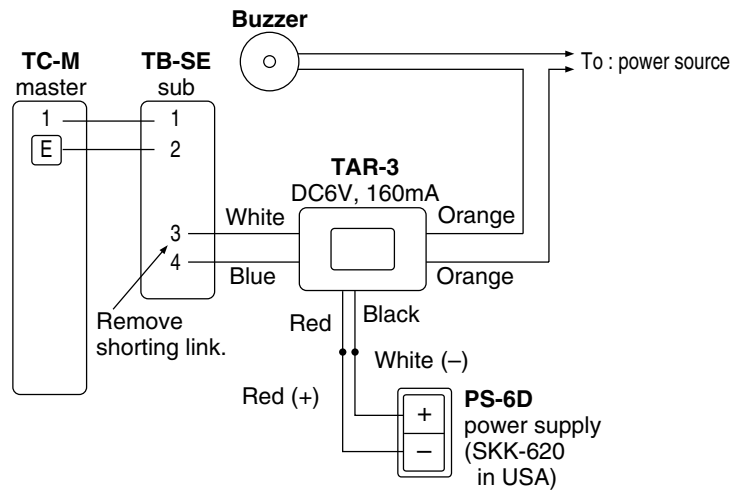 Buzzer
TC-M
master
TB-SE
sub
To : power source
1
E
1
2
3
4
TAR-3
DC6V, 160mA
White
Blue
Orange
Orange
Remove
shorting link.
Red
Black
White (–)
Red (+)
+
–
PS-6D
power supply
(SKK-620
in USA)